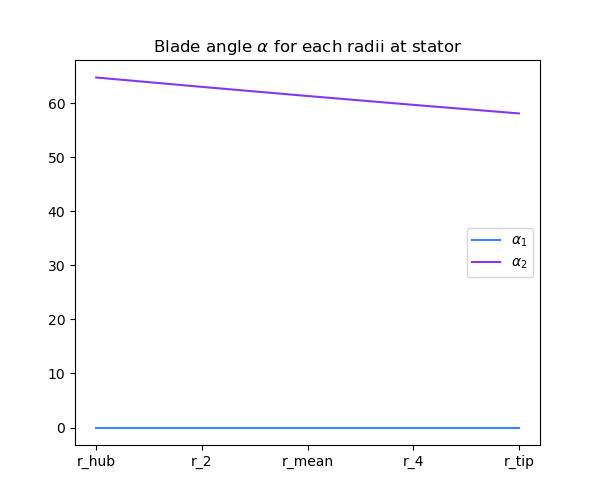 Blade angle α for each radii at stator
60
50
40
30
20
10
0
α₁
α₂
r_hub r_2 r_mean r_4 r_tip